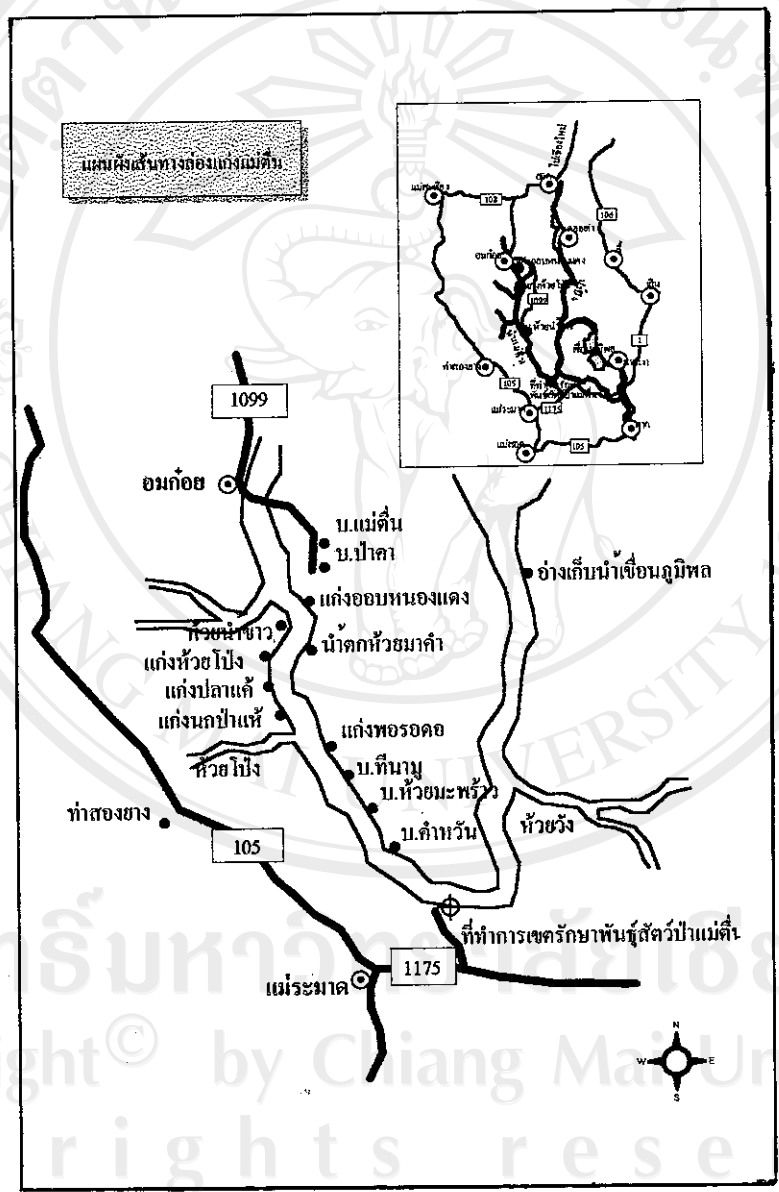 แผนผังเส้นทางล่องแก่งแม่ตื่น
108
106
1099
1
105
1175
105
1099
อมก๋อย
บ.แม่ตื่น
บ.ป่าคา
อ่างเก็บน้ำเขื่อนภูมิพล
แก่งออบหนองแดง
ห้วยน้ำขาว
น้ำตกห้วยมาคำ
แก่งห้วยโป่ง
แก่งปลาแค้
แก่งนกป่าแห้
แก่งพอรอคอ
ห้วยโป่ง
บ.ทีนามู
บ.ห้วยมะพร้าว
ท่าสองยาง
ห้วยวัง
105
บ.คำหวัน
ที่ทำการเขตรักษาพันธุ์สัตว์ป่าแม่ตื่น
1175
แม่ระมาด
N
W E
S
by Chiang Mai Un
rights rese